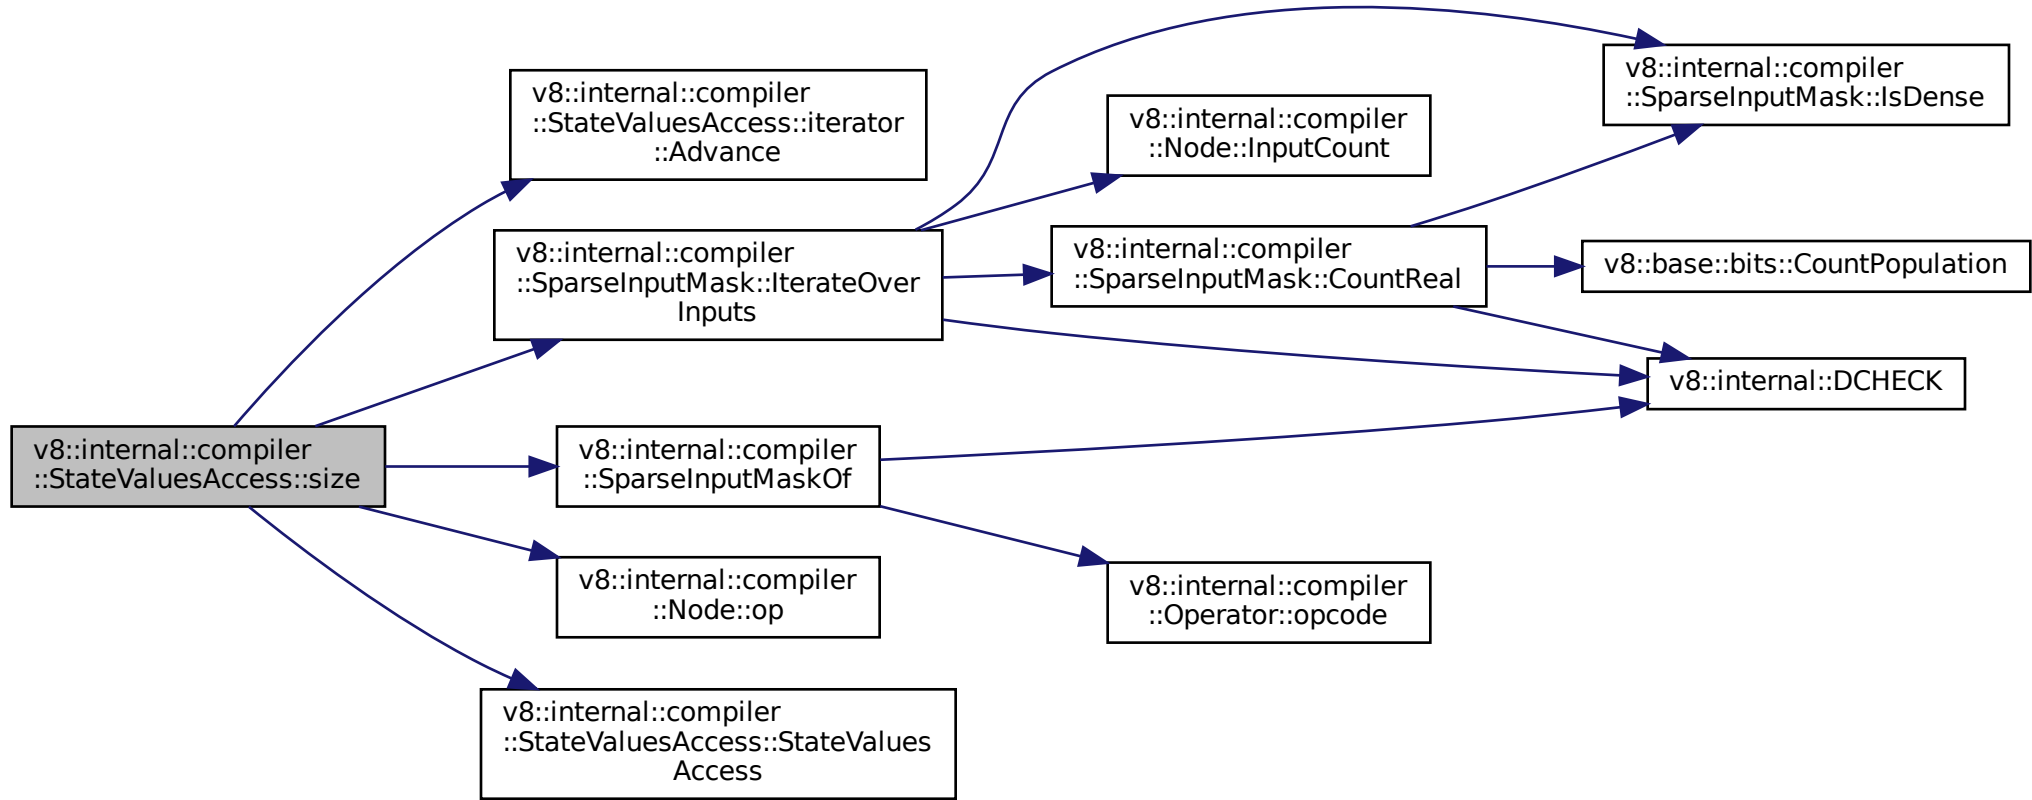 v8::internal::compiler
::StateValuesAccess::size
v8::internal::compiler
::StateValuesAccess::iterator
::Advance
v8::internal::compiler
::SparseInputMask::IterateOver
Inputs
v8::internal::compiler
::SparseInputMaskOf
v8::internal::compiler
::Node::op
v8::internal::compiler
::StateValuesAccess::StateValues
Access
v8::internal::compiler
::Node::InputCount
v8::internal::compiler
::SparseInputMask::CountReal
v8::internal::compiler
::Operator::opcode
v8::internal::compiler
::SparseInputMask::IsDense
v8::base::bits::CountPopulation
v8::internal::DCHECK